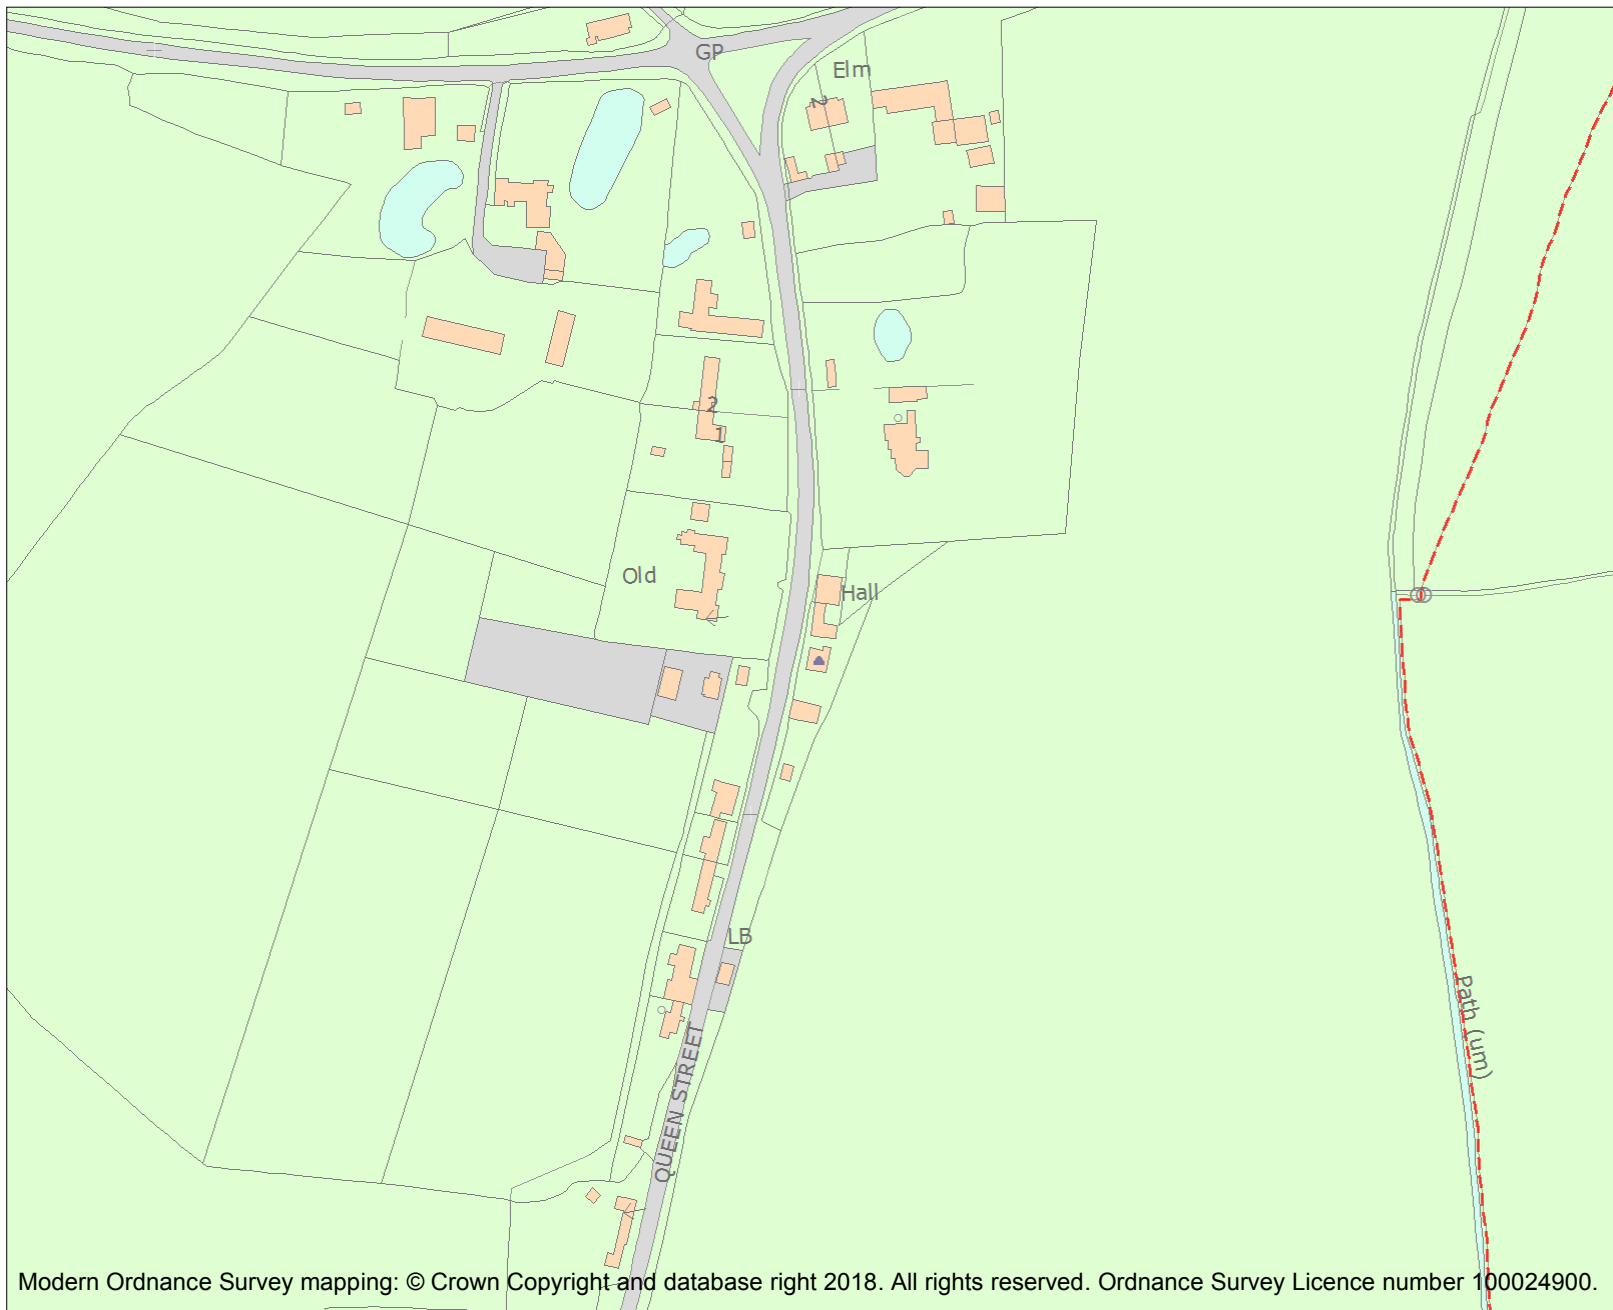 GP
Elm
2
2
1
Old
Hall
LB
QUEEN STREET
Path (um)
Modern Ordnance Survey mapping: © Crown Copyright and database right 2018. All rights reserved. Ordnance Survey Licence number 100024900.